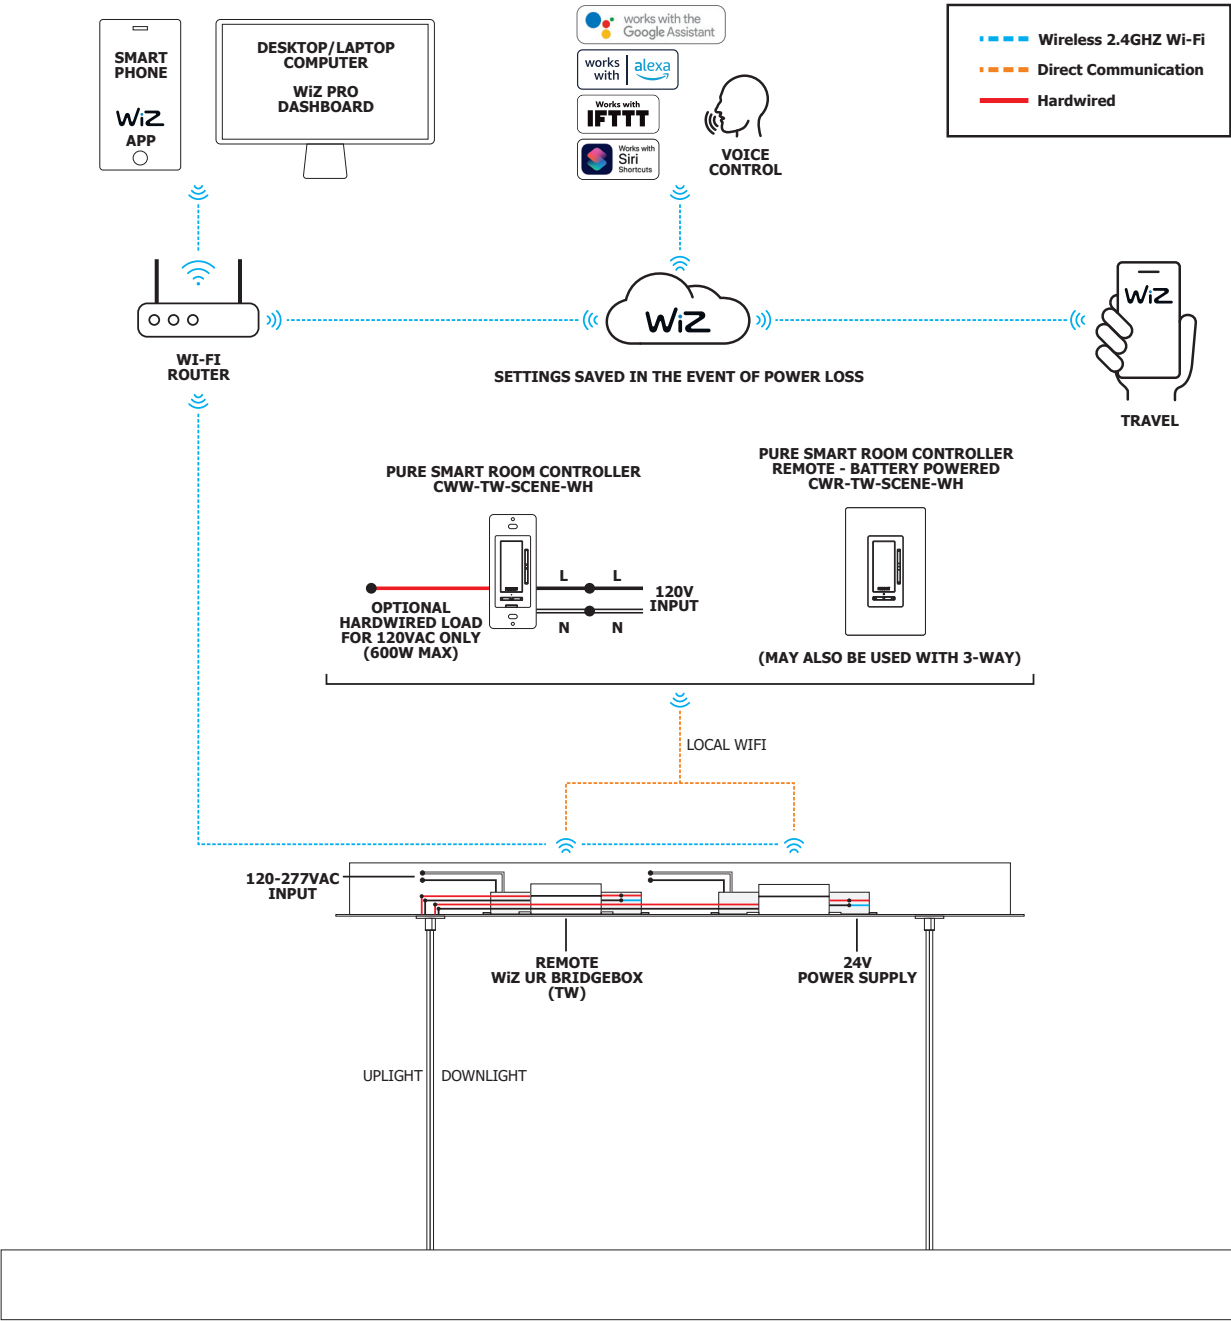 SMART
PHONE
WiZ
APP
DESKTOP/LAPTOP
COMPUTER
WiZ PRO
DASHBOARD
works with the
Google Assistant
works
with
alexa
Works with
IFTTT
Works with
Siri
Shortcuts
VOICE
CONTROL
Wireless 2.4GHZ Wi-Fi
Direct Communication
Hardwired
WI-FI
ROUTER
WiZ
SETTINGS SAVED IN THE EVENT OF POWER LOSS
WiZ
TRAVEL
PURE SMART ROOM CONTROLLER
CWW-TW-SCENE-WH
L
L
120V
INPUT
N
N
OPTIONAL
HARDWIRED LOAD
FOR 120VAC ONLY
(600W MAX)
PURE SMART ROOM CONTROLLER
REMOTE - BATTERY POWERED
CWR-TW-SCENE-WH
(MAY ALSO BE USED WITH 3-WAY)
LOCAL WIFI
120-277VAC
INPUT
REMOTE
WiZ UR BRIDGEBOX
(TW)
24V
POWER SUPPLY
UPLIGHT
DOWNLIGHT